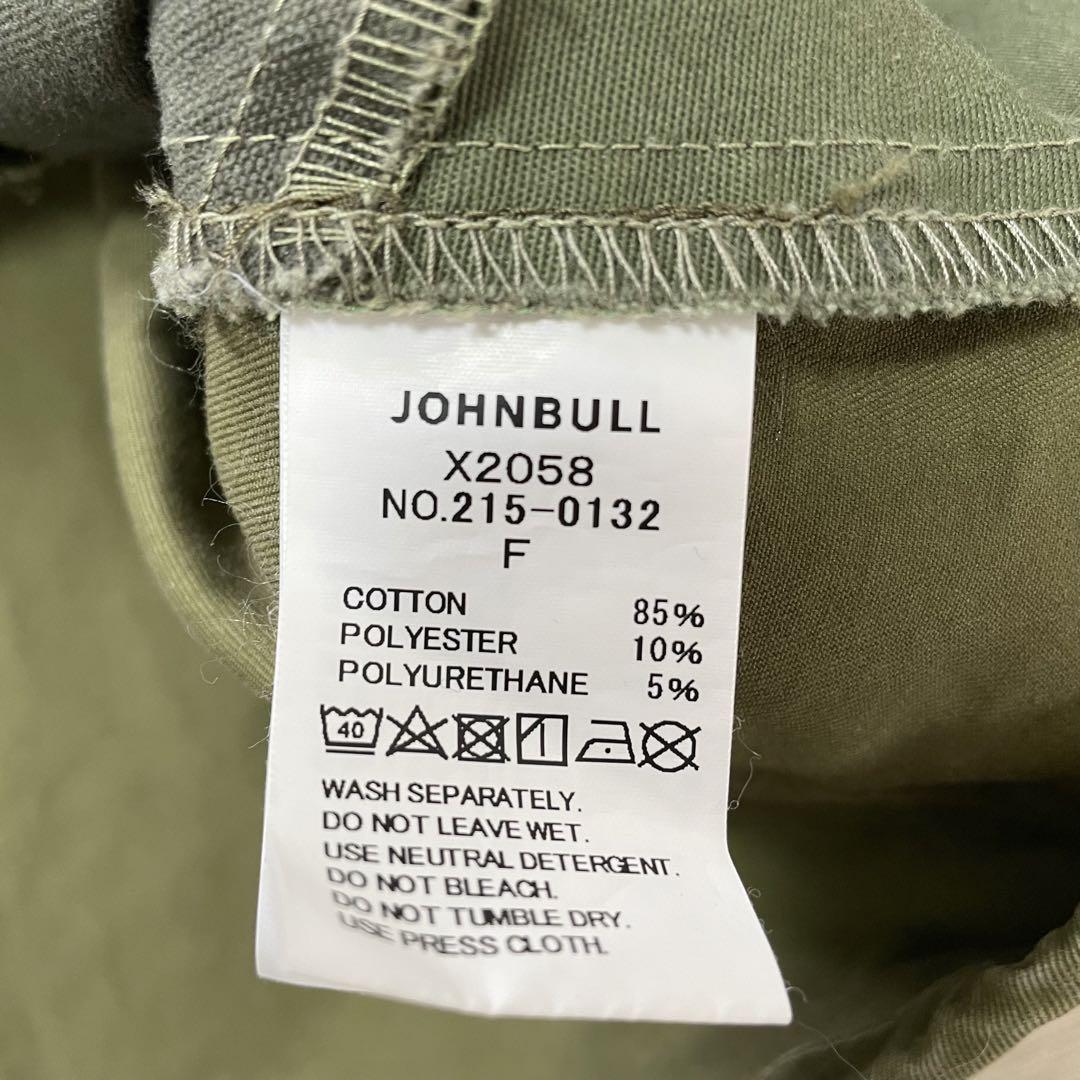 JOHNBULL
X2058
NO.215-0132
F
COTTON 85%
POLYESTER 10%
POLYURETHANE 5%
40
WASH SEPARATELY.
DO NOT LEAVE WET.
USE NEUTRAL DETERGENT.
DO NOT BLEACH.
DO NOT TUMBLE DRY.
USE PRESS CLOTH.